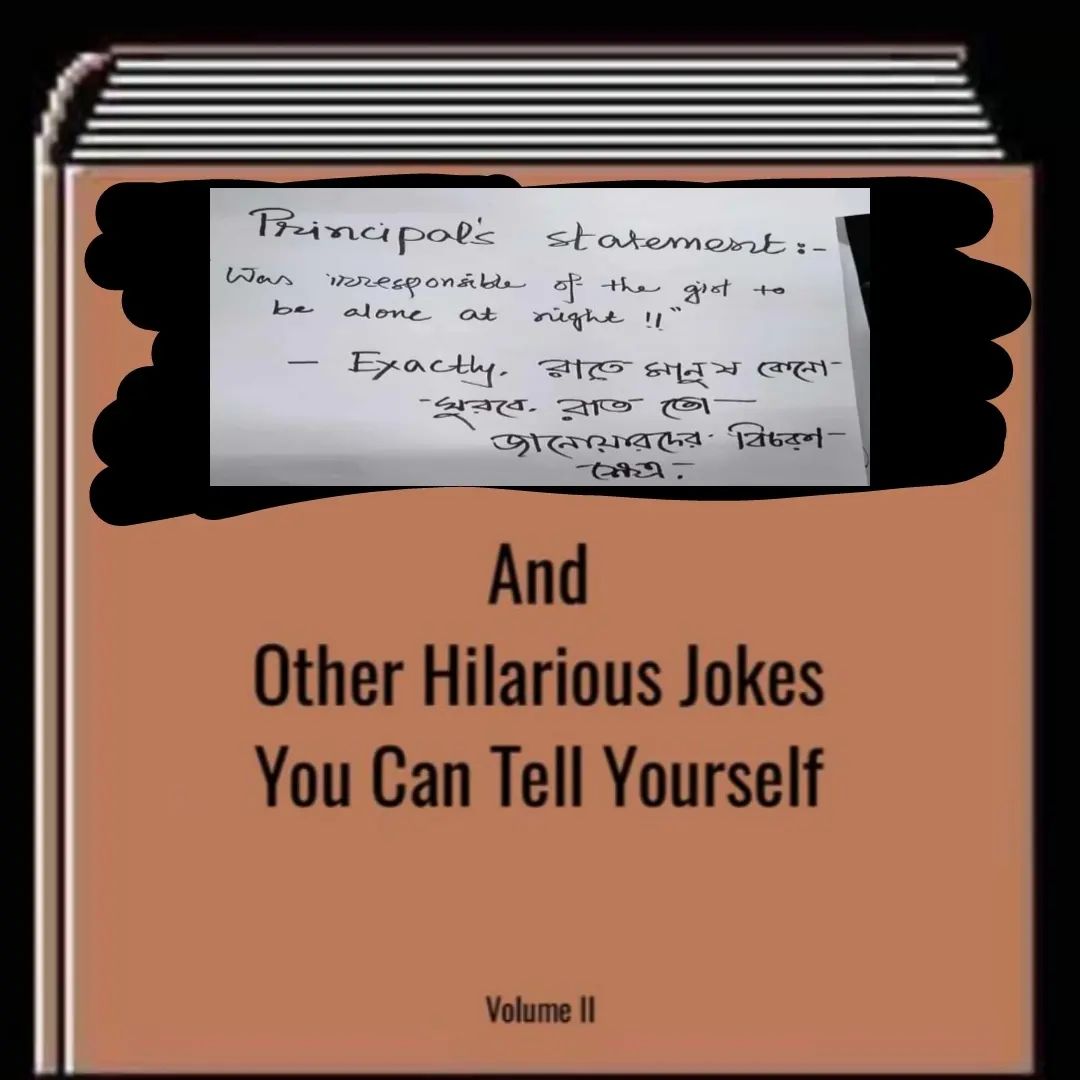 Principal's statement:-
Was irresponsible of the girl to
be alone at night !!"
— Exactly. রাতে মানুষ কেনো
ঘুরবে. রাত তো
জানোয়ারদের বিচরণ
ক্ষেত্র.
And
Other Hilarious Jokes
You Can Tell Yourself
Volume II